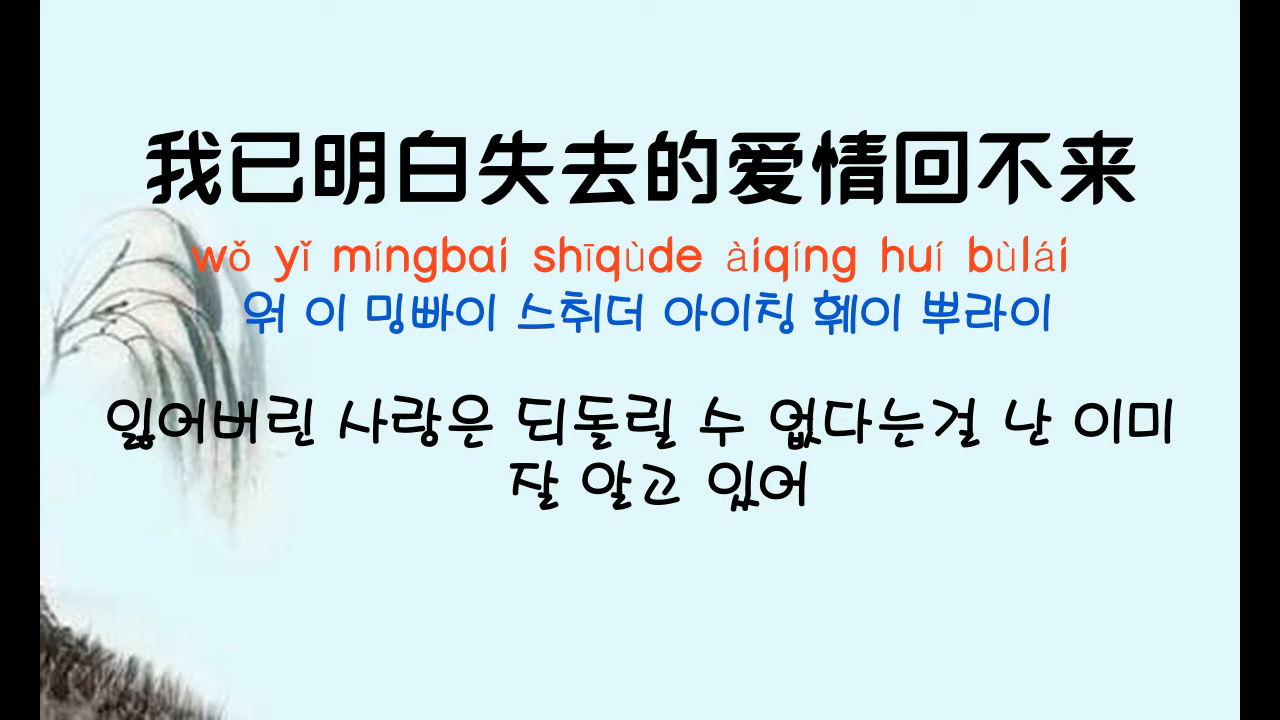 我已明白失去的爱情回不来
wǒ yǐ míngbai shīqùde àiqíng huí bùlái
워 이 밍빠이 스취더 아이칭 훼이 뿌라이
잃어버린 사랑은 되돌릴 수 없다는걸 난 이미
잘 알고 있어